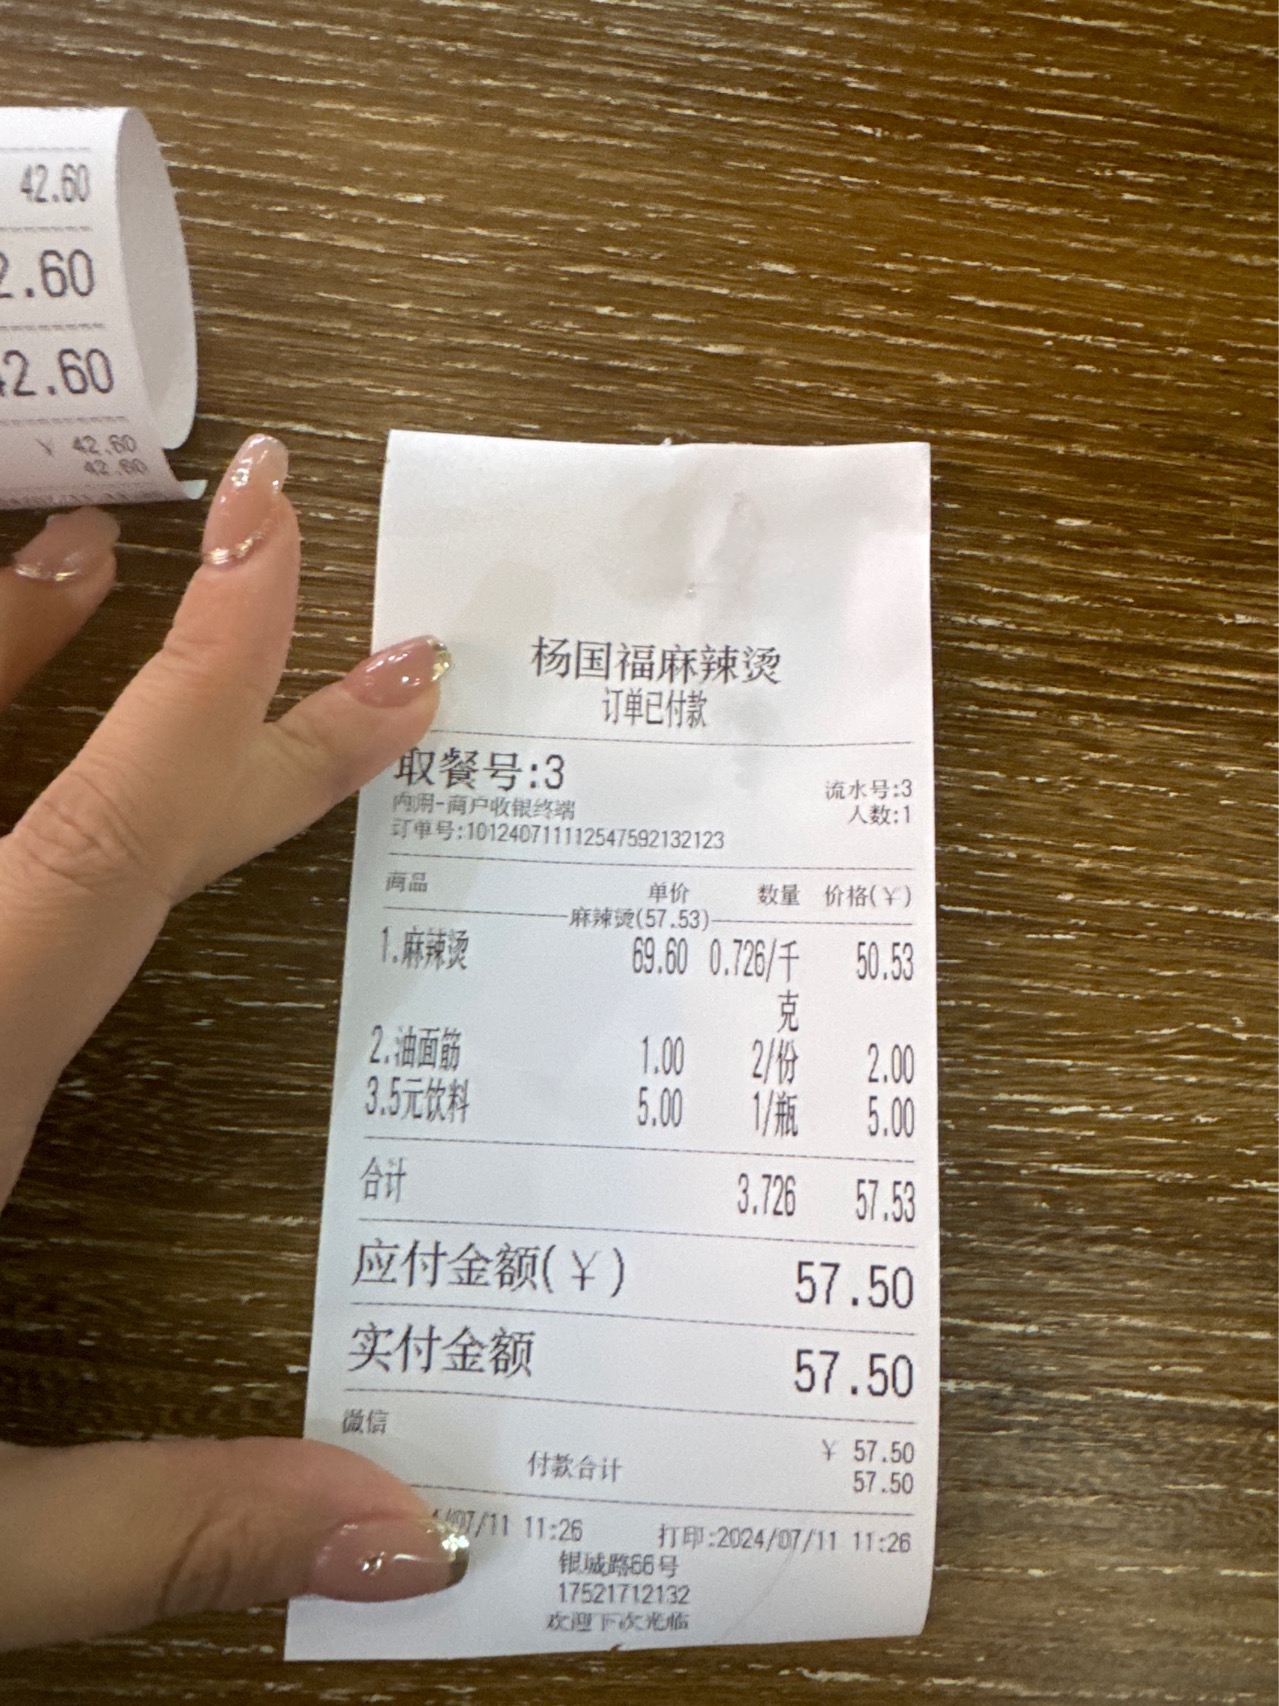 42.60
2.60
42.60
¥ 42.60
42.60
杨国福麻辣烫
订单已付款
取餐号:3
流水号:3
内用-商户收银终端
人数:1
订单号:10124071111125475921​32123
商品 单价 数量 价格(¥)
麻辣烫(57.53)
1.麻辣烫 69.60 0.726/千克 50.53
2.油面筋 1.00 2/份 2.00
3.5元饮料 5.00 1/瓶 5.00
合计 3.726 57.53
应付金额(¥) 57.50
实付金额 57.50
微信 ¥ 57.50
付款合计 57.50
4/07/11 11:26 打印:2024/07/11 11:26
银城路66号
17521712132
欢迎下次光临